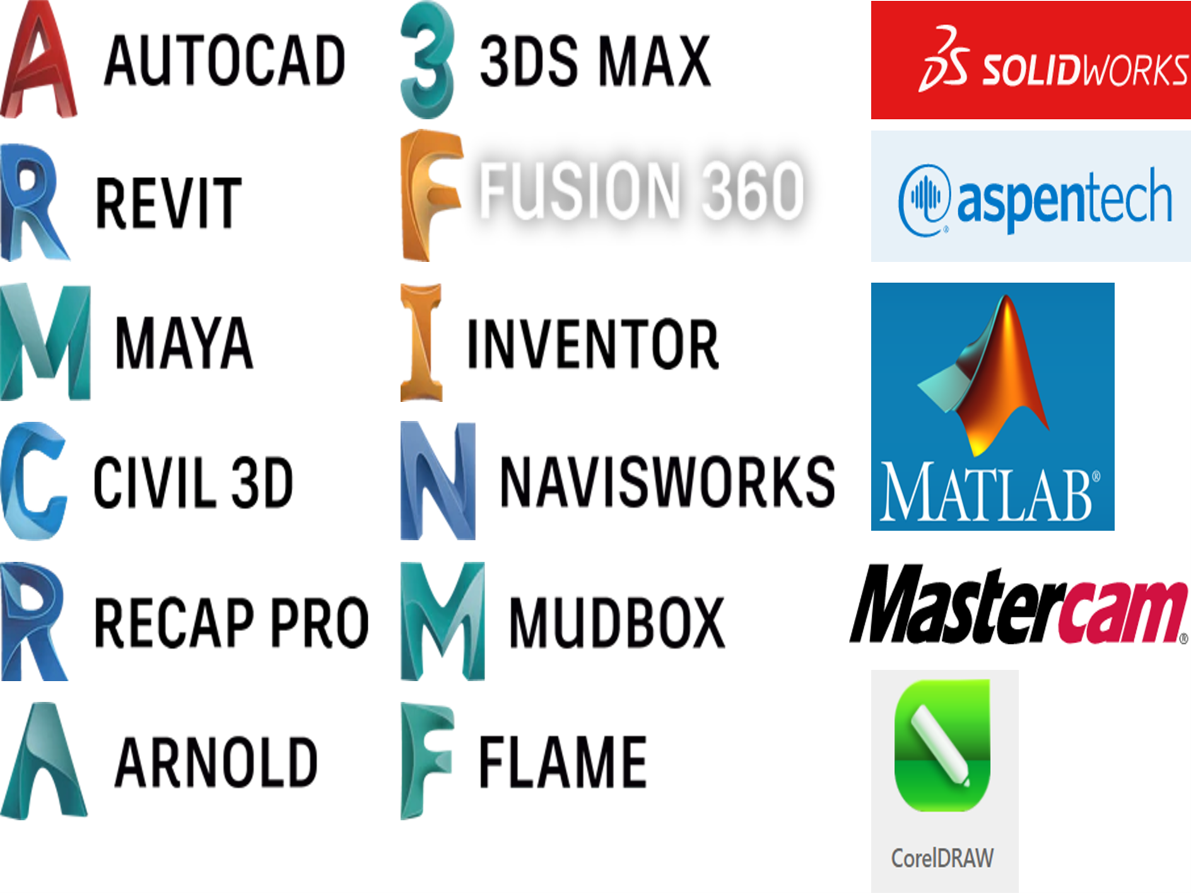 AUTOCAD
REVIT
MAYA
CIVIL 3D
RECAP PRO
ARNOLD
3DS MAX
FUSION 360
INVENTOR
NAVISWORKS
MUDBOX
FLAME
SOLIDWORKS
aspentech
MATLAB®
Mastercam®
CorelDRAW